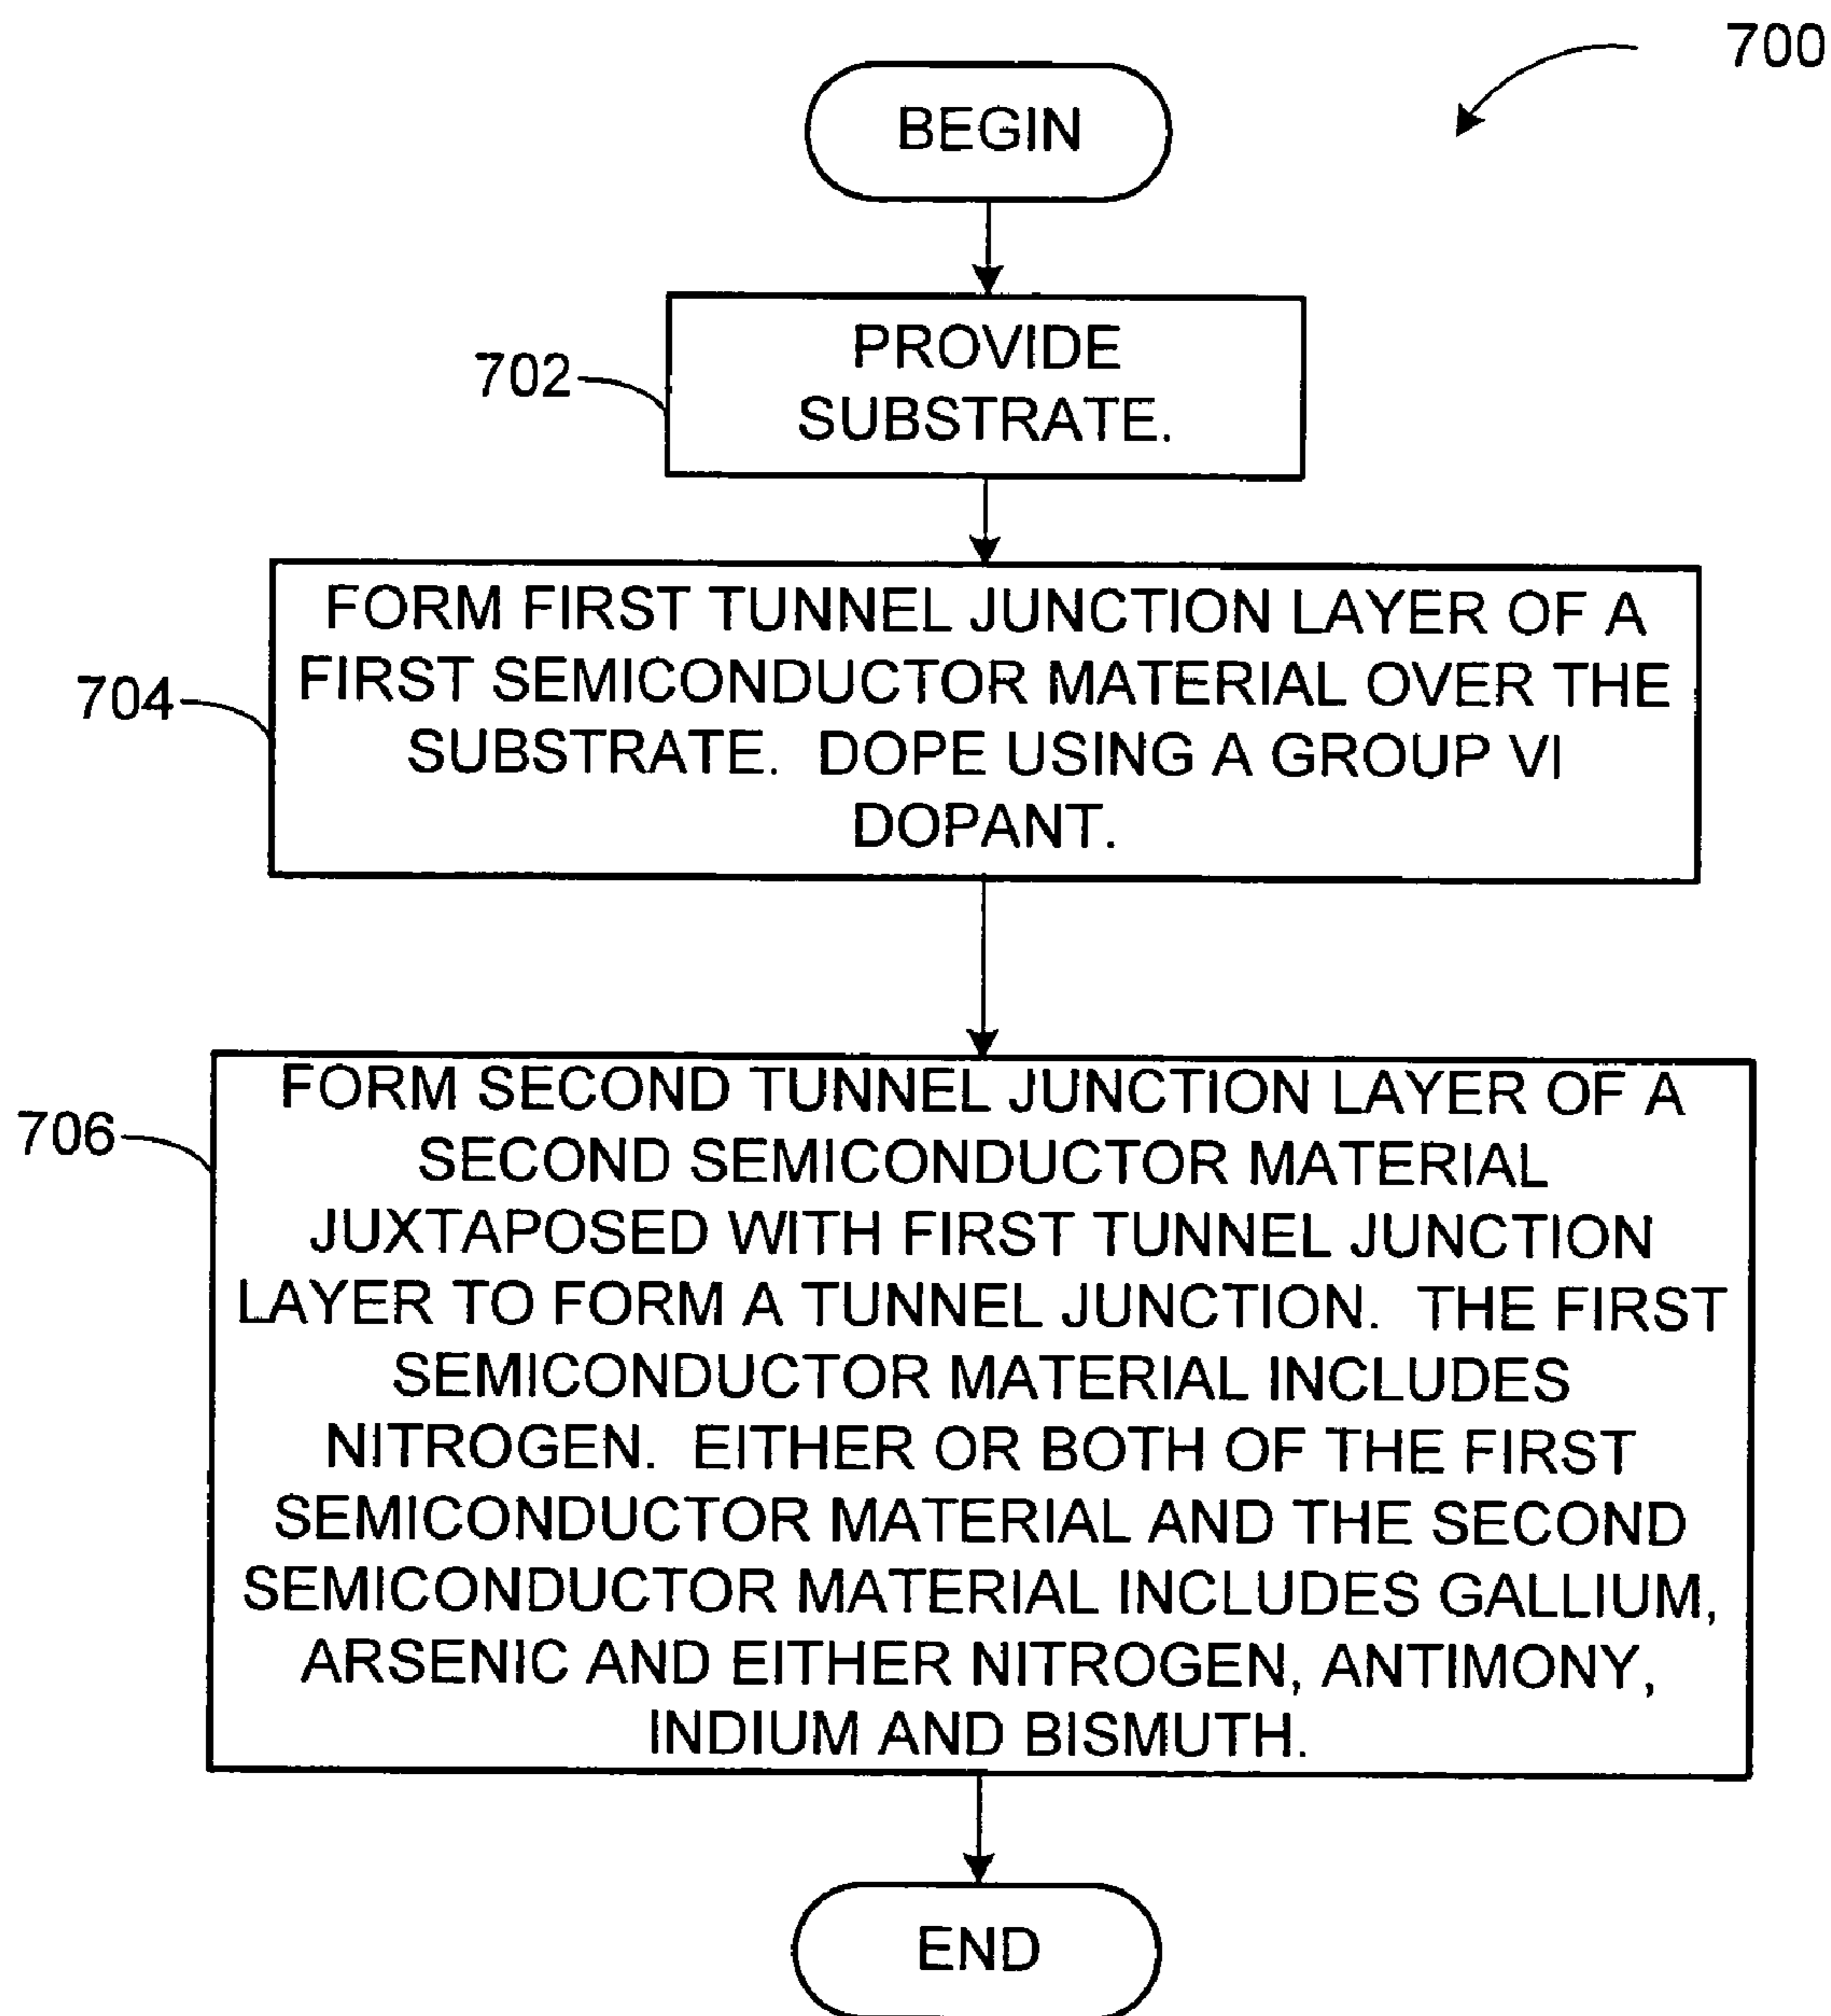 700
BEGIN
702
PROVIDE
SUBSTRATE.
704
FORM FIRST TUNNEL JUNCTION LAYER OF A
FIRST SEMICONDUCTOR MATERIAL OVER THE
SUBSTRATE. DOPE USING A GROUP VI
DOPANT.
706
FORM SECOND TUNNEL JUNCTION LAYER OF A
SECOND SEMICONDUCTOR MATERIAL
JUXTAPOSED WITH FIRST TUNNEL JUNCTION
LAYER TO FORM A TUNNEL JUNCTION. THE FIRST
SEMICONDUCTOR MATERIAL INCLUDES
NITROGEN. EITHER OR BOTH OF THE FIRST
SEMICONDUCTOR MATERIAL AND THE SECOND
SEMICONDUCTOR MATERIAL INCLUDES GALLIUM,
ARSENIC AND EITHER NITROGEN, ANTIMONY,
INDIUM AND BISMUTH.
END